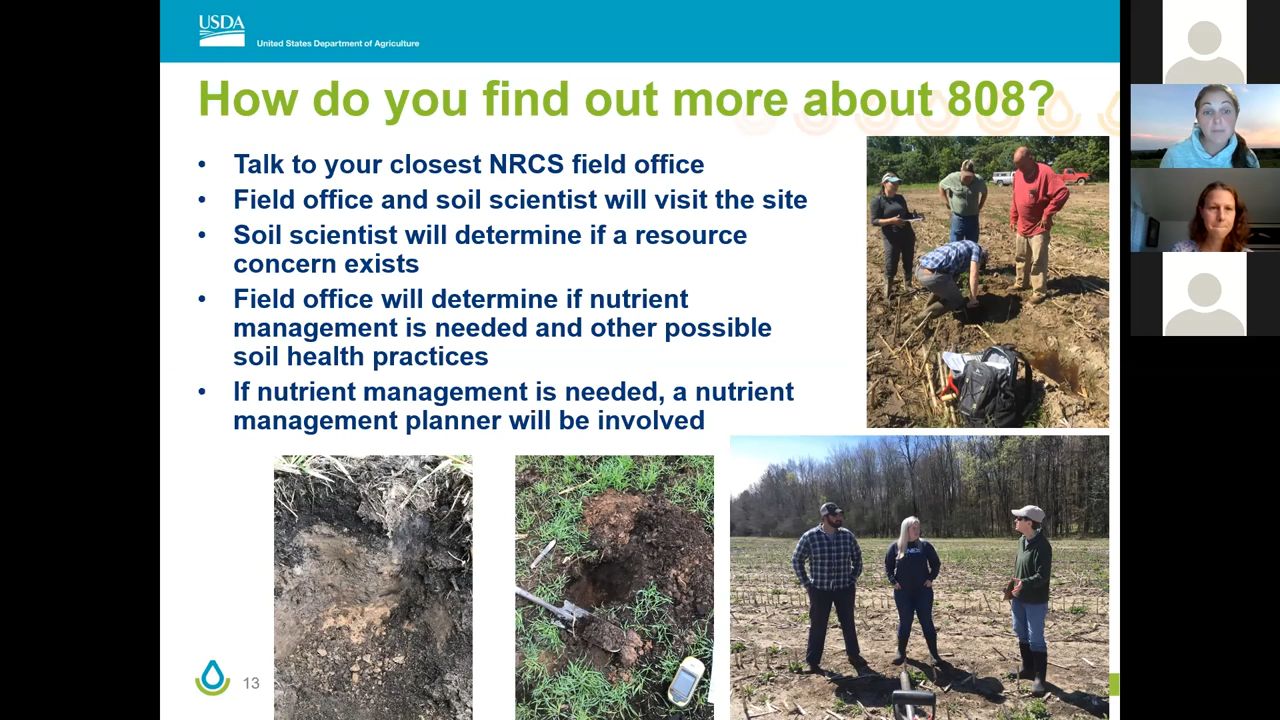 USDA
United States Department of Agriculture
How do you find out more about 808?
• Talk to your closest NRCS field office
• Field office and soil scientist will visit the site
• Soil scientist will determine if a resource
concern exists
• Field office will determine if nutrient
management is needed and other possible
soil health practices
• If nutrient management is needed, a nutrient
management planner will be involved
13